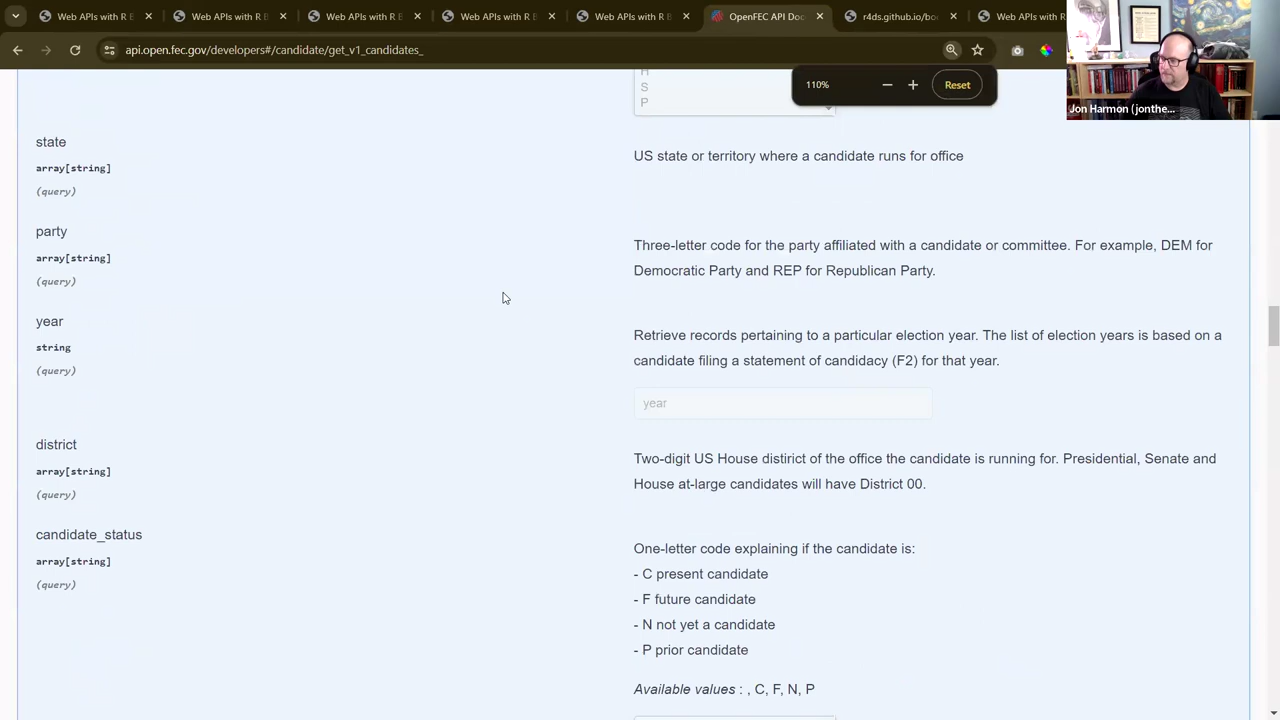 Web APIs with R
Web APIs with R
Web APIs with R
Web APIs with R
Web APIs with R
OpenFEC API Doc
r4ds.github.io/bo
Web APIs with R
api.open.fec.gov/developers#/candidate/get_v1_candidates_
110%
Reset
Jon Harmon (jonthe...
H
S
P
state
array[string]
(query)
US state or territory where a candidate runs for office
party
array[string]
(query)
Three-letter code for the party affiliated with a candidate or committee. For example, DEM for
Democratic Party and REP for Republican Party.
year
string
(query)
Retrieve records pertaining to a particular election year. The list of election years is based on a
candidate filing a statement of candidacy (F2) for that year.
year
district
array[string]
(query)
Two-digit US House distirict of the office the candidate is running for. Presidential, Senate and
House at-large candidates will have District 00.
candidate_status
array[string]
(query)
One-letter code explaining if the candidate is:
- C present candidate
- F future candidate
- N not yet a candidate
- P prior candidate
Available values : , C, F, N, P